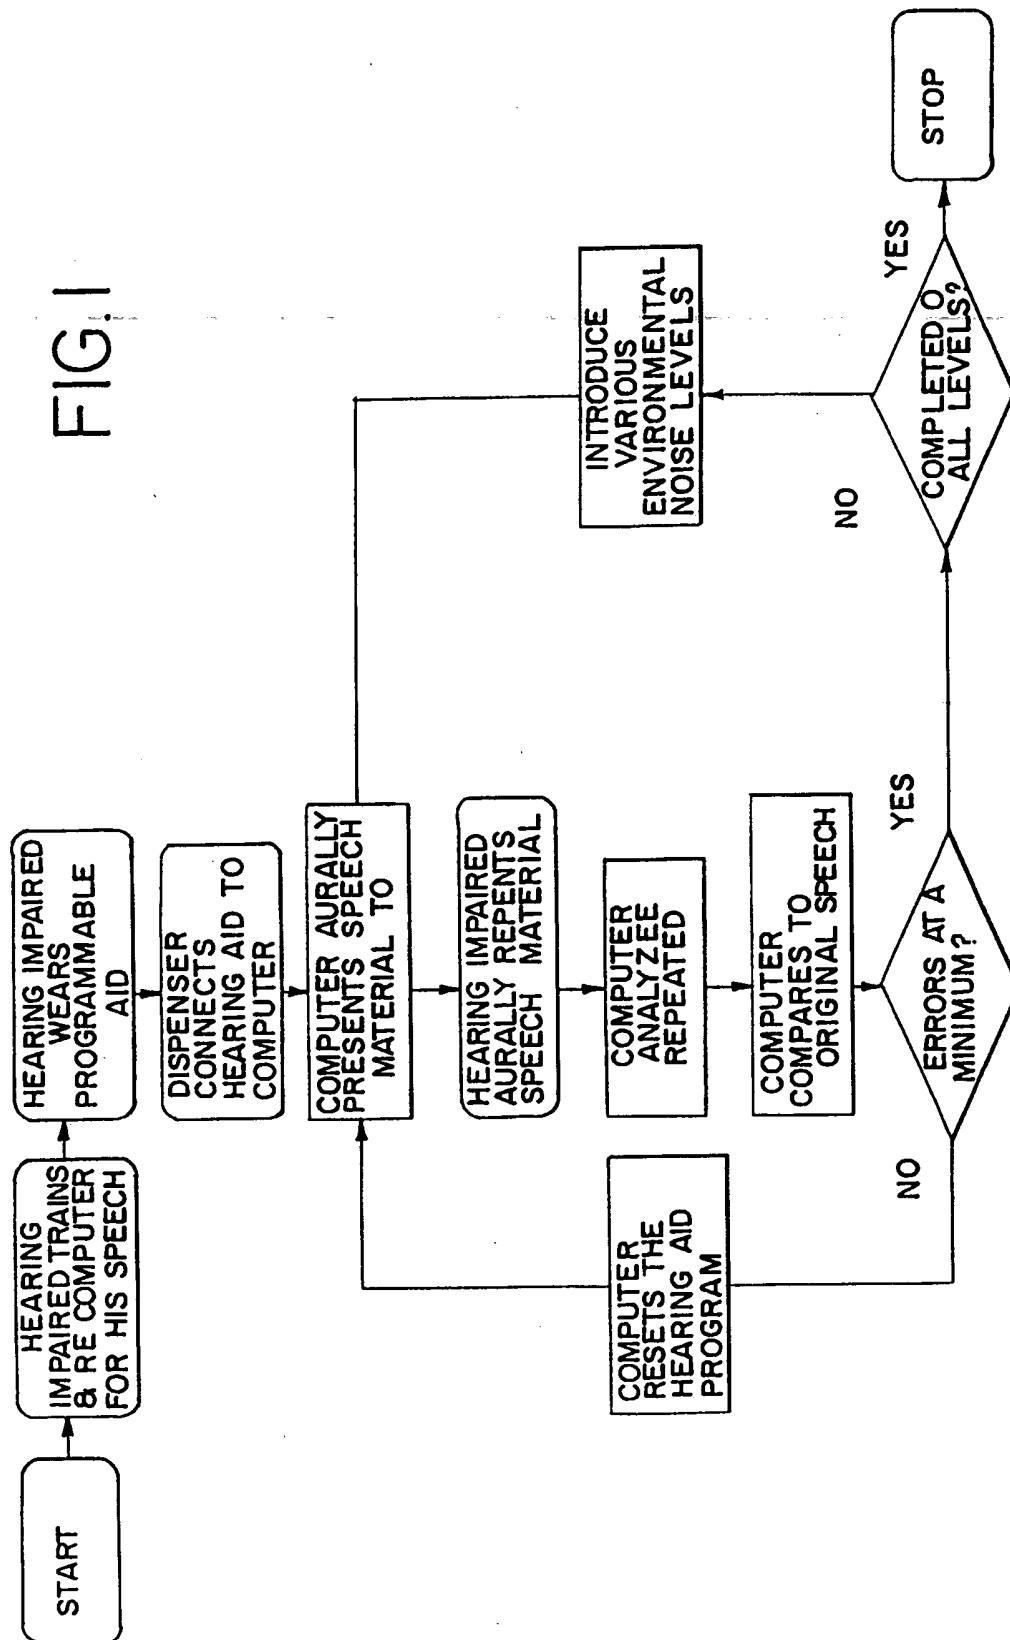 FIG.1
START
HEARING
IMPAIRED TRAINS
& RE COMPUTER
FOR HIS SPEECH
HEARING IMPAIRED
WEARS
PROGRAMMABLE
AID
DISPENSER
CONNECTS
HEARING AID TO
COMPUTER
COMPUTER AURALLY
PRESENTS SPEECH
MATERIAL TO
HEARING IMPAIRED
AURALLY REPENTS
SPEECH MATERIAL
COMPUTER
ANALYZEE
REPEATED
COMPUTER
COMPARES TO
ORIGINAL SPEECH
ERRORS AT A
MINIMUM?
NO
COMPUTER
RESETS THE
HEARING AID
PROGRAM
YES
COMPLETED O
ALL LEVELS?
NO
INTRODUCE
VARIOUS
ENVIRONMENTAL
NOISE LEVELS
YES
STOP